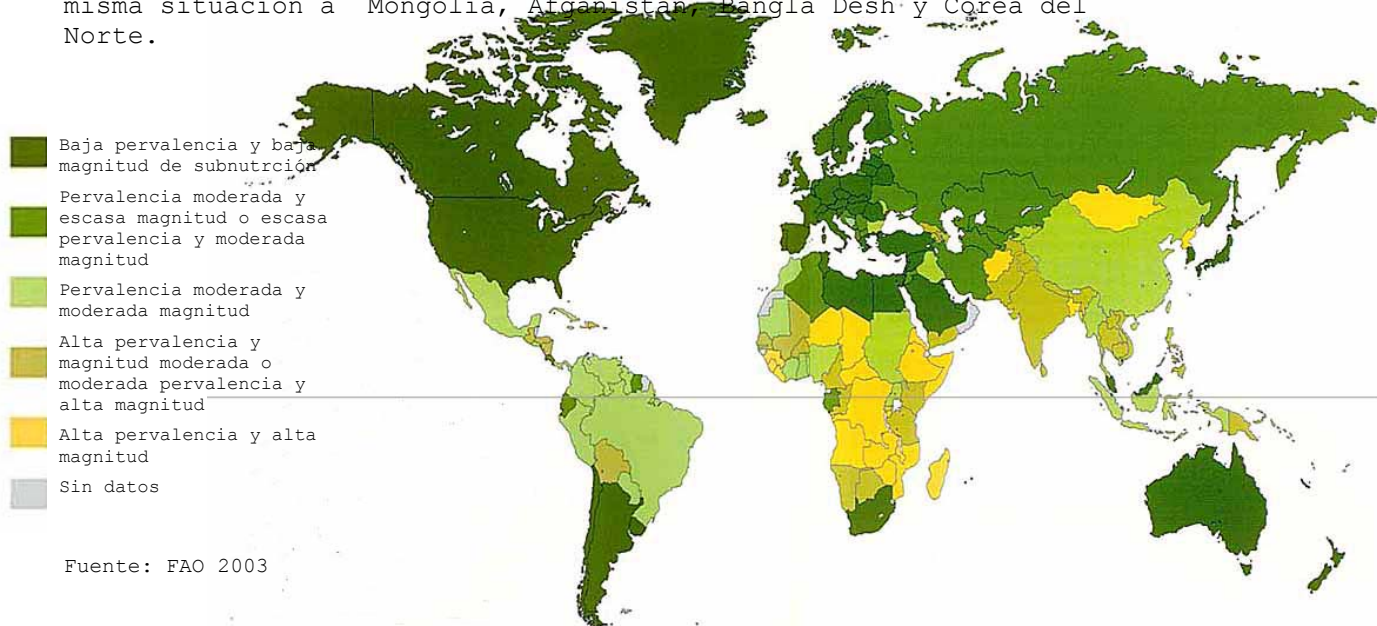 misma situación a Mongolia, Afganistán, Bangla Desh y Corea del
Norte.
Baja pervalencia y baja
magnitud de subnutrción
Pervalencia moderada y
escasa magnitud o escasa
pervalencia y moderada
magnitud
Pervalencia moderada y
moderada magnitud
Alta pervalencia y
magnitud moderada o
moderada pervalencia y
alta magnitud
Alta pervalencia y alta
magnitud
Sin datos
Fuente: FAO 2003